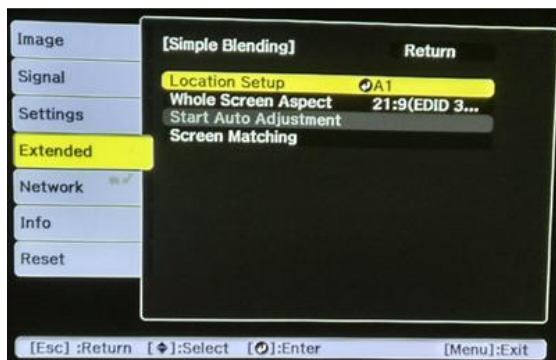 Image
Signal
Settings
Extended
Network
Info
Reset
[Simple Blending]
Return
Location Setup A1
Whole Screen Aspect 21:9(EDID 3...
Start Auto Adjustment
Screen Matching
[Esc] :Return [◆]:Select [↵]:Enter [Menu]:Exit